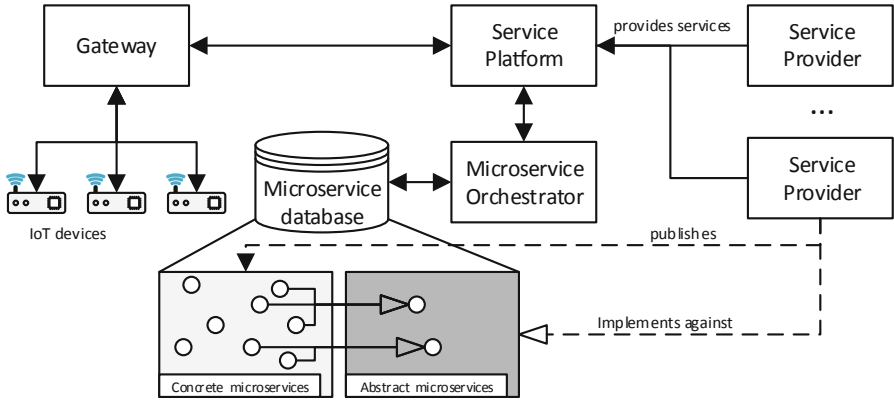 Gateway
Service
Platform
provides services
Service
Provider
...
Service
Provider
Microservice
Orchestrator
Microservice
database
IoT devices
publishes
Implements against
Concrete microservices
Abstract microservices